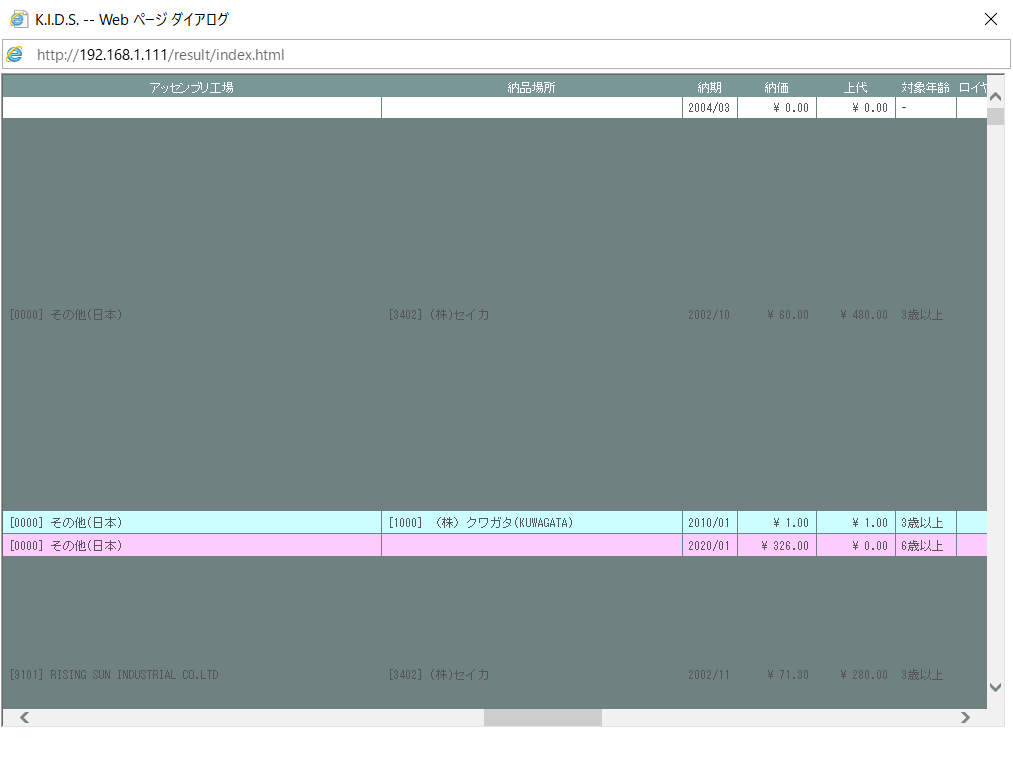 K.I.D.S. -- Web ページ ダイアログ
http://192.168.1.111/result/index.html
アッセンブリ工場 納品場所 納期 納価 上代 対象年齢 ロイヤ
2004/03 ¥ 0.00 ¥ 0.00 -
[0000] その他(日本) [3402] (株)セイカ 2002/10 ¥ 60.00 ¥ 480.00 3歳以上
[0000] その他(日本) [1000] (株) クワガタ(KUWAGATA) 2010/01 ¥ 1.00 ¥ 1.00 3歳以上
[0000] その他(日本) 2020/01 ¥ 326.00 ¥ 0.00 6歳以上
[9101] RISING SUN INDUSTRIAL CO.LTD [3402] (株)セイカ 2002/11 ¥ 71.30 ¥ 280.00 3歳以上